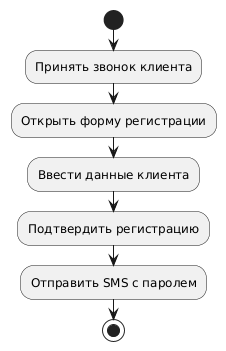 Принять звонок клиента
Открыть форму регистрации
Ввести данные клиента
Подтвердить регистрацию
Отправить SMS с паролем